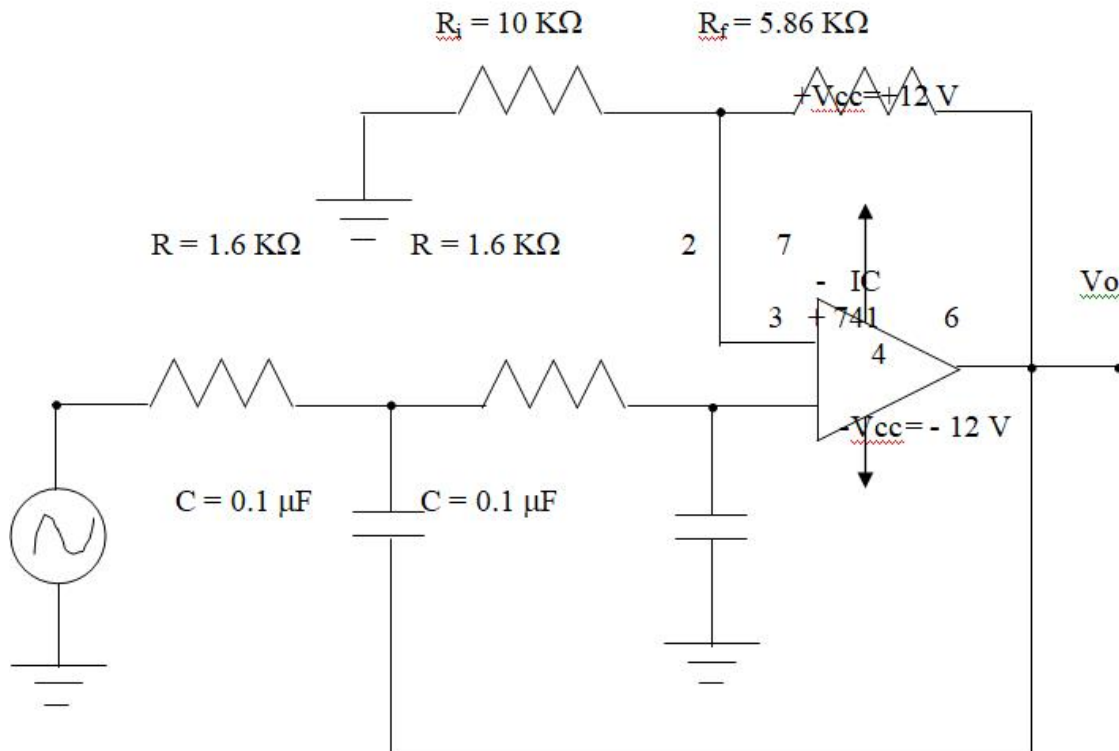 Ri = 10 KΩ Rf = 5.86 KΩ
+Vcc=+12 V
R = 1.6 KΩ R = 1.6 KΩ 2 7
- IC Vo
3 + 741 6
4
-Vcc= - 12 V
C = 0.1 μF C = 0.1 μF